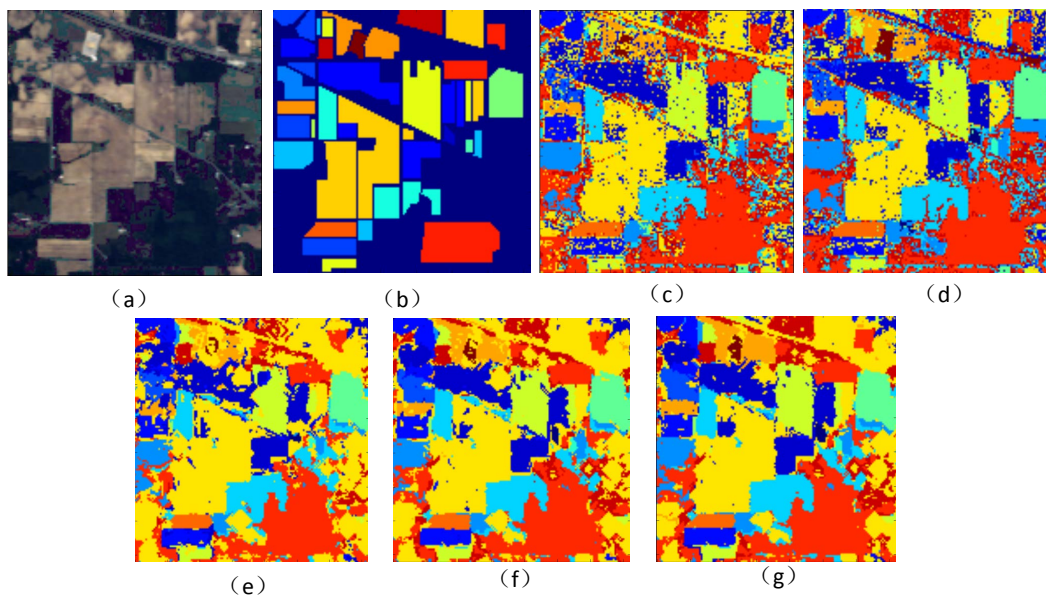 （a）
（b）
（c）
（d）
（e）
（f）
（g）